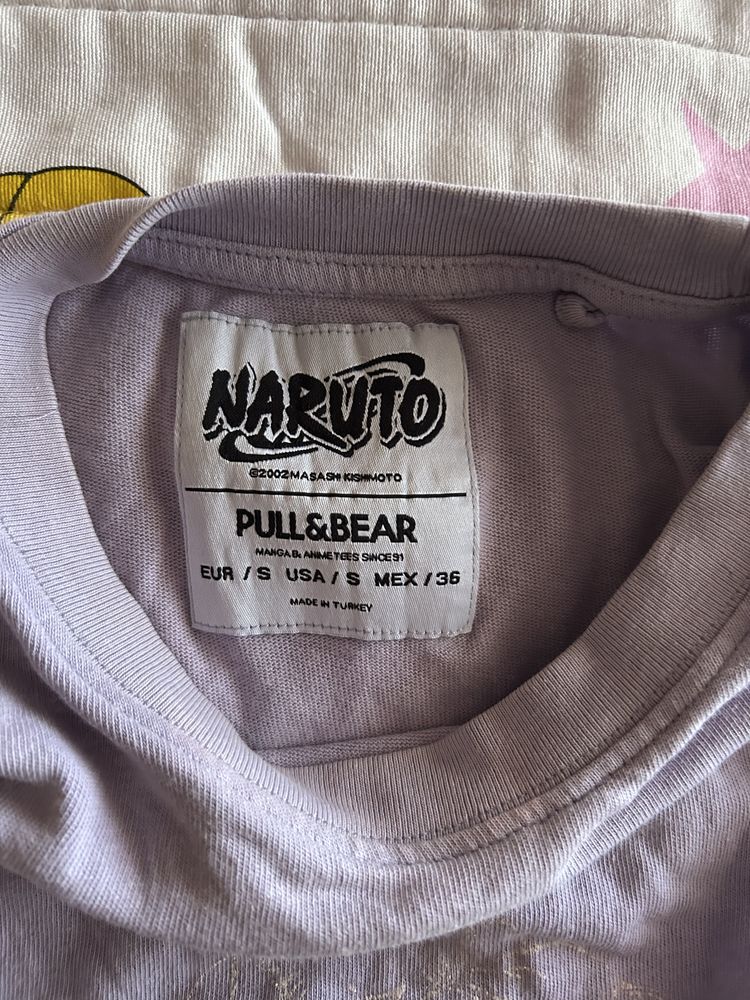 NARUTO
©2002 MASASHI KISHIMOTO
PULL&BEAR
MANGA & ANIME TEES SINCE 91
EUR / S USA / S MEX / 36
MADE IN TURKEY